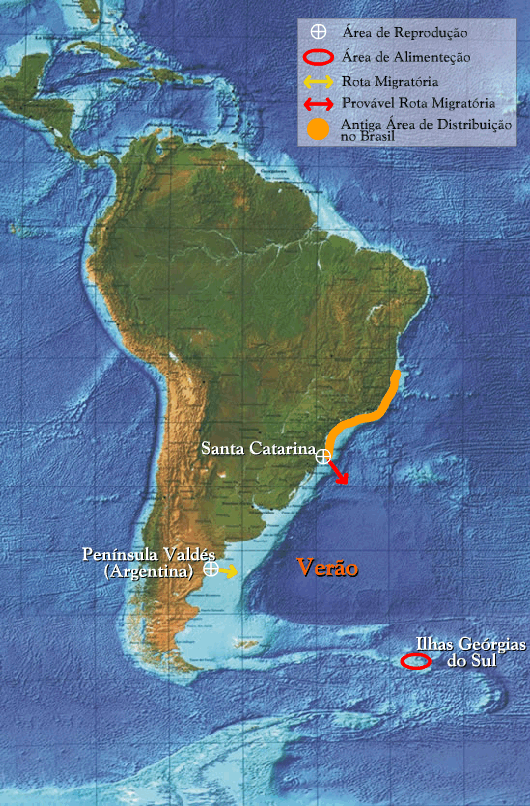 Área de Reprodução
Área de Alimenteção
Rota Migratória
Provável Rota Migratória
Antiga Área de Distribuição
no Brasil
Santa Catarina
Península Valdés
(Argentina)
Verão
Ilhas Geórgias
do Sul